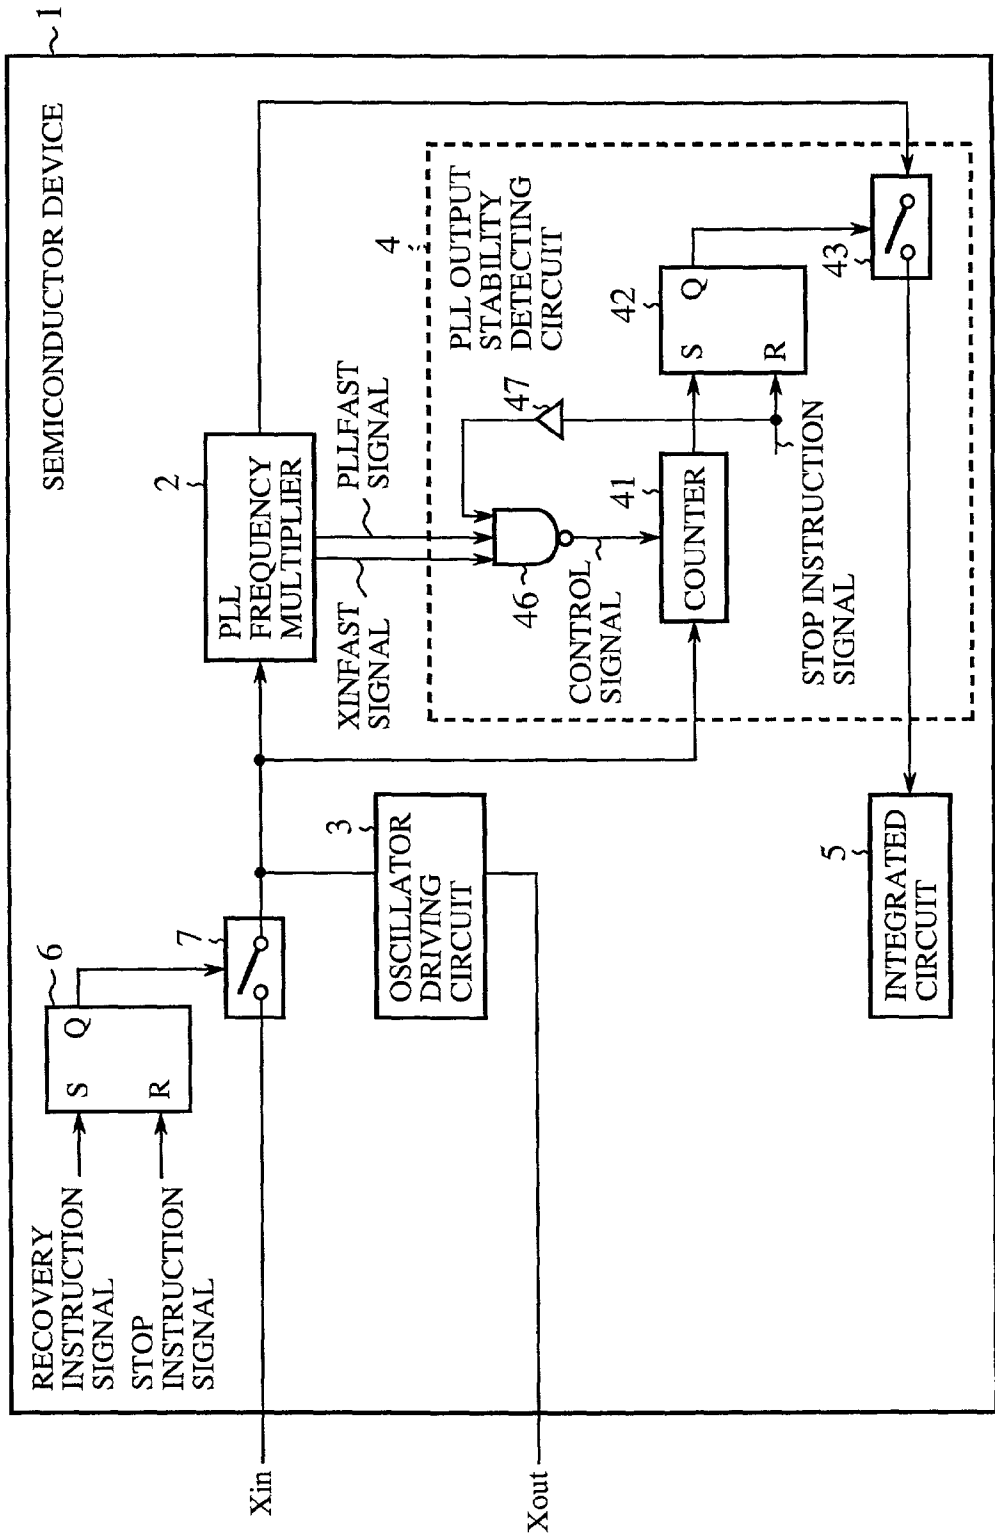 1
SEMICONDUCTOR DEVICE
RECOVERY
INSTRUCTION
SIGNAL
STOP
INSTRUCTION
SIGNAL
S
Q
R
6
7
Xin
Xout
3
OSCILLATOR
DRIVING
CIRCUIT
2
PLL
FREQUENCY
MULTIPLIER
XINFAST
SIGNAL
PLLFAST
SIGNAL
4
PLL OUTPUT
STABILITY
DETECTING
CIRCUIT
47
46
CONTROL
SIGNAL
41
COUNTER
42
S
Q
R
STOP INSTRUCTION
SIGNAL
43
5
INTEGRATED
CIRCUIT